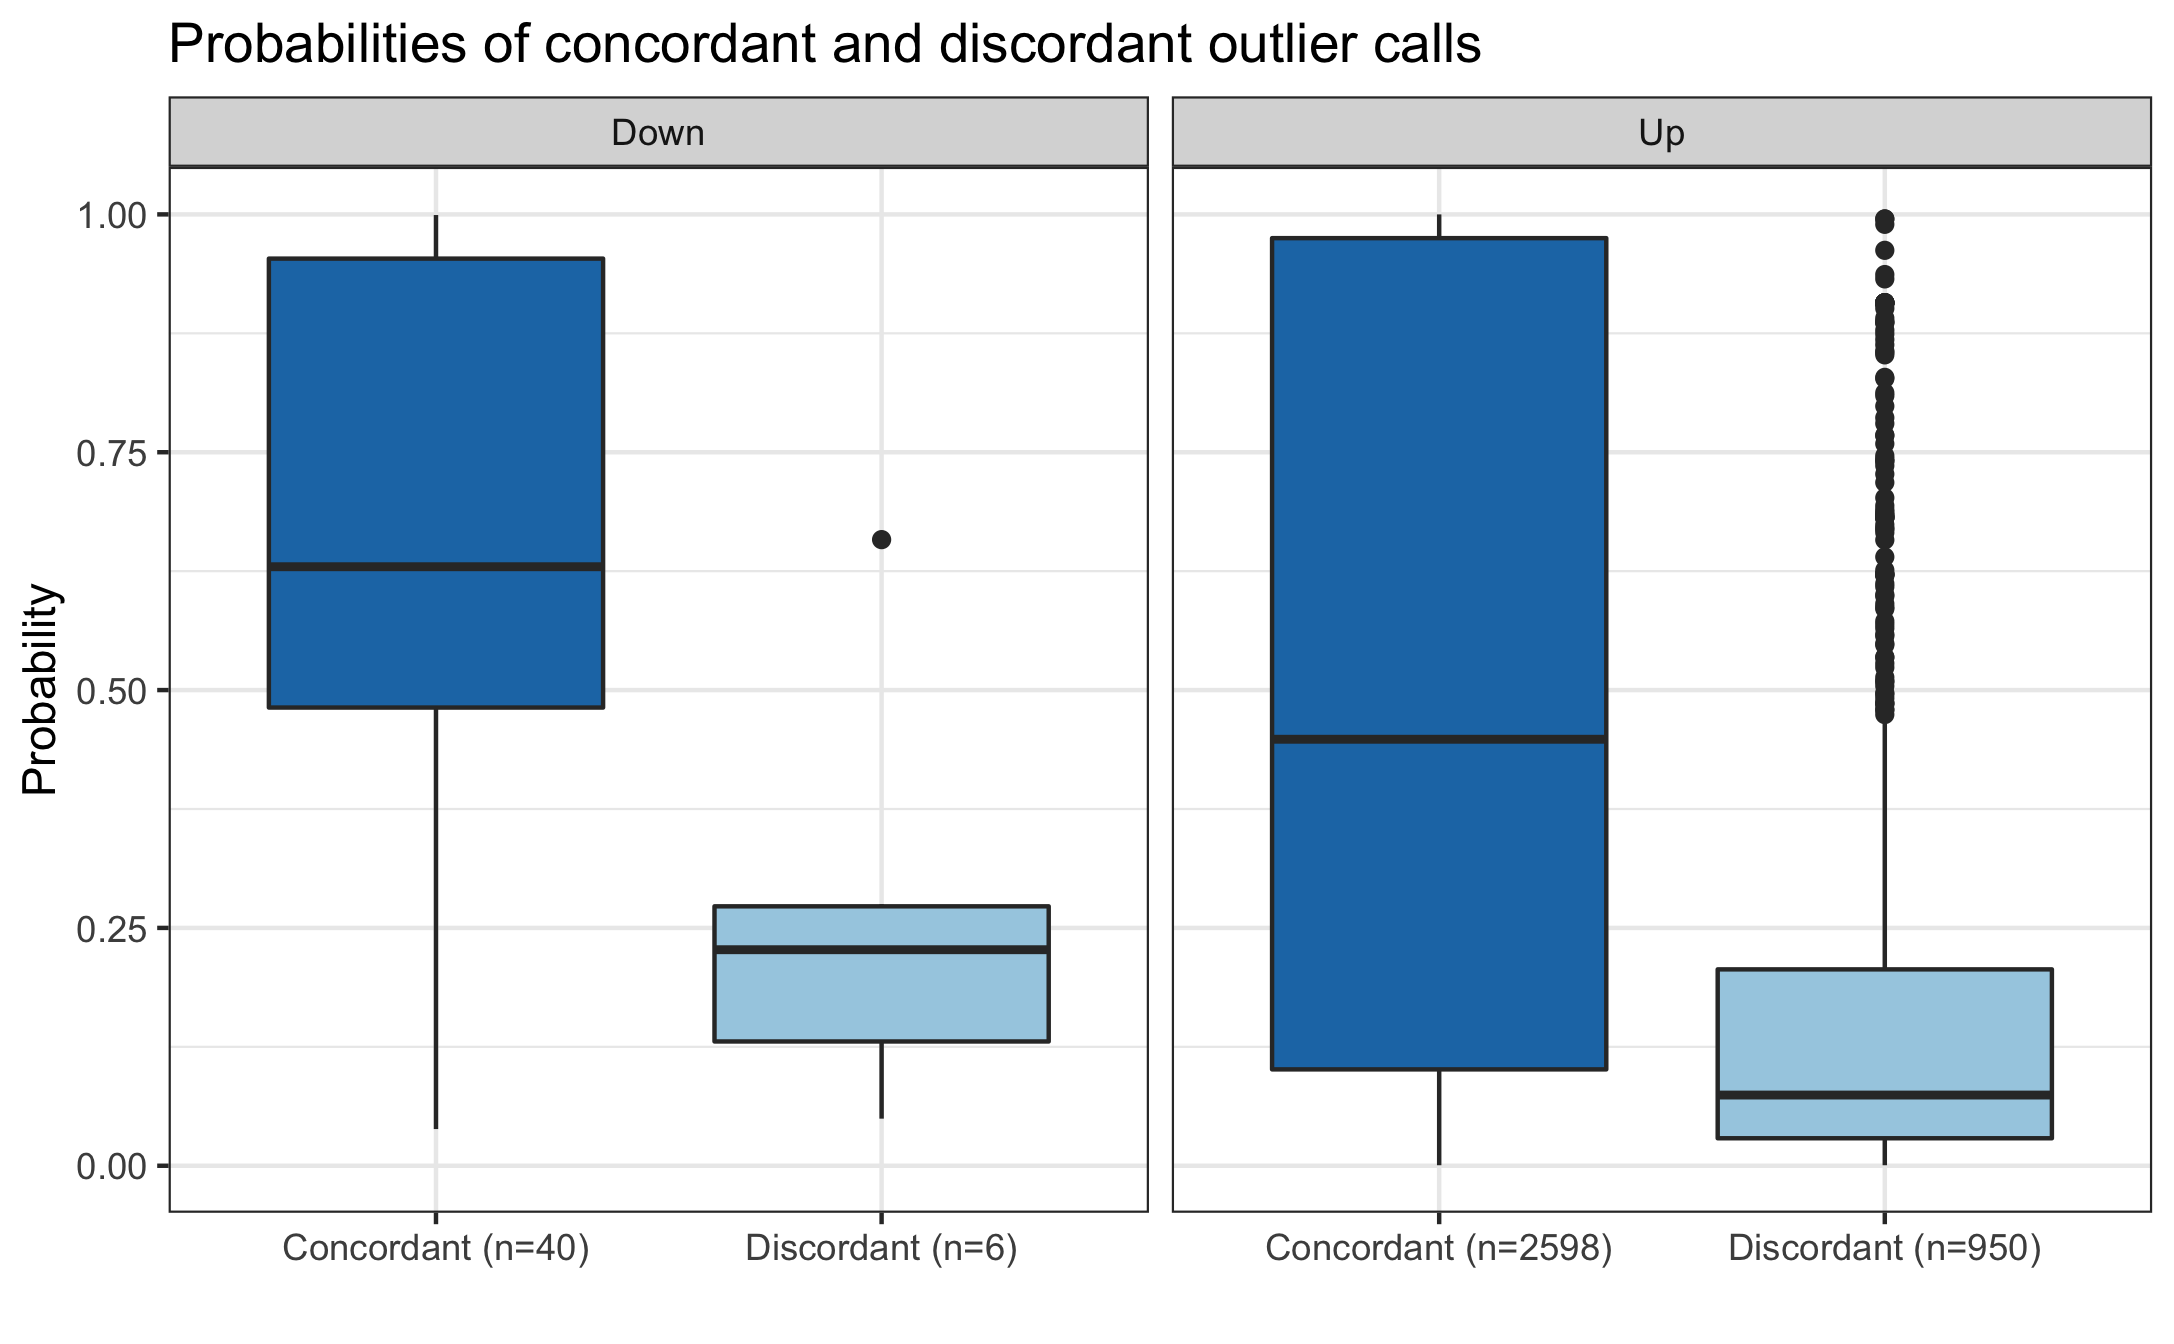 Probabilities of concordant and discordant outlier calls
Down
Up
Probability
1.00
0.75
0.50
0.25
0.00
Concordant (n=40)
Discordant (n=6)
Concordant (n=2598)
Discordant (n=950)